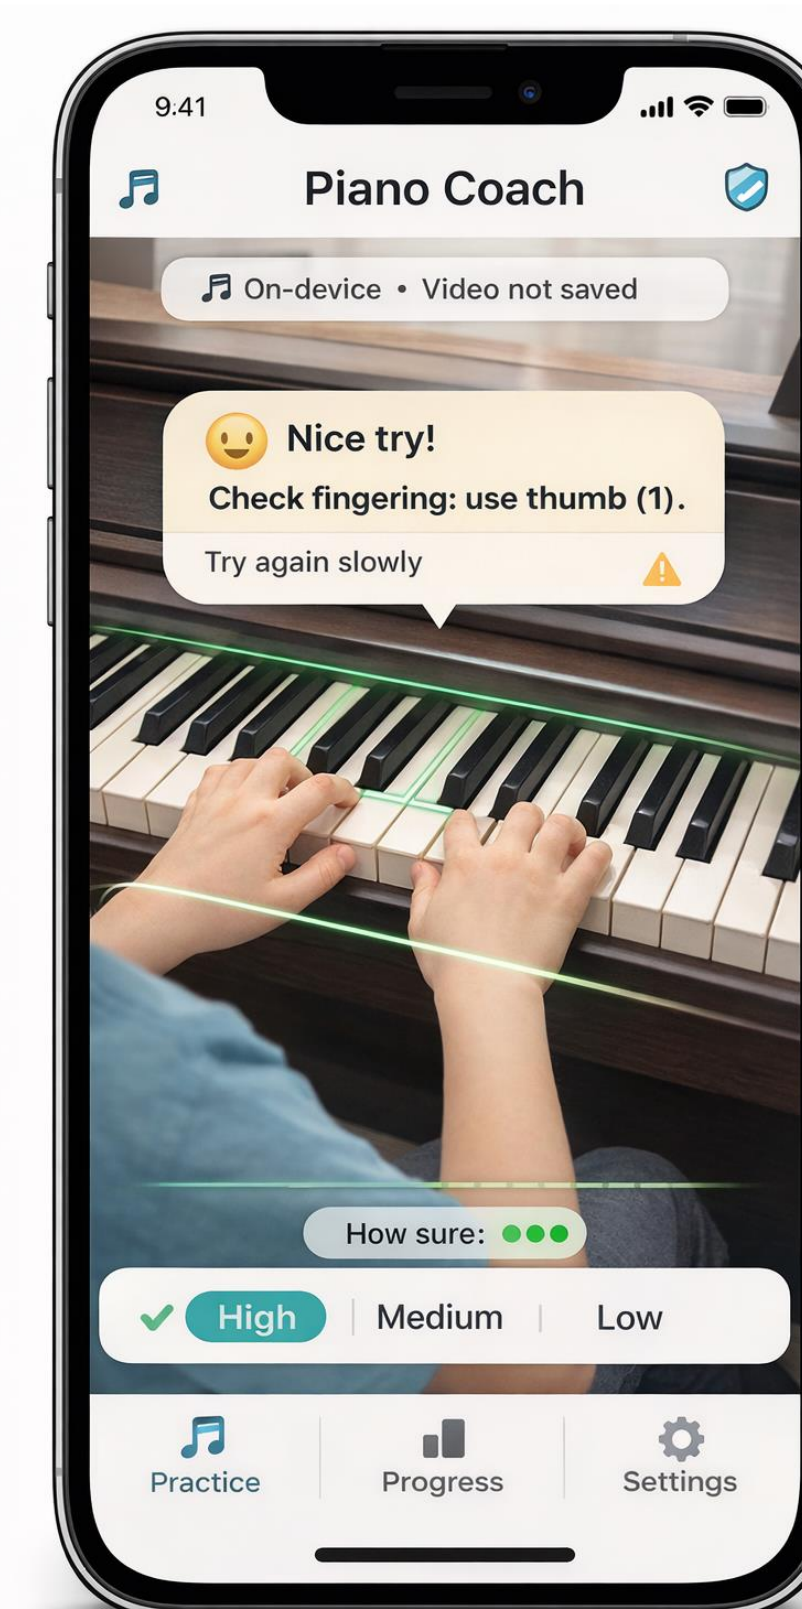 9:41
Piano Coach
On-device • Video not saved
Nice try!
Check fingering: use thumb (1).
Try again slowly
How sure:
High
Medium
Low
Practice
Progress
Settings